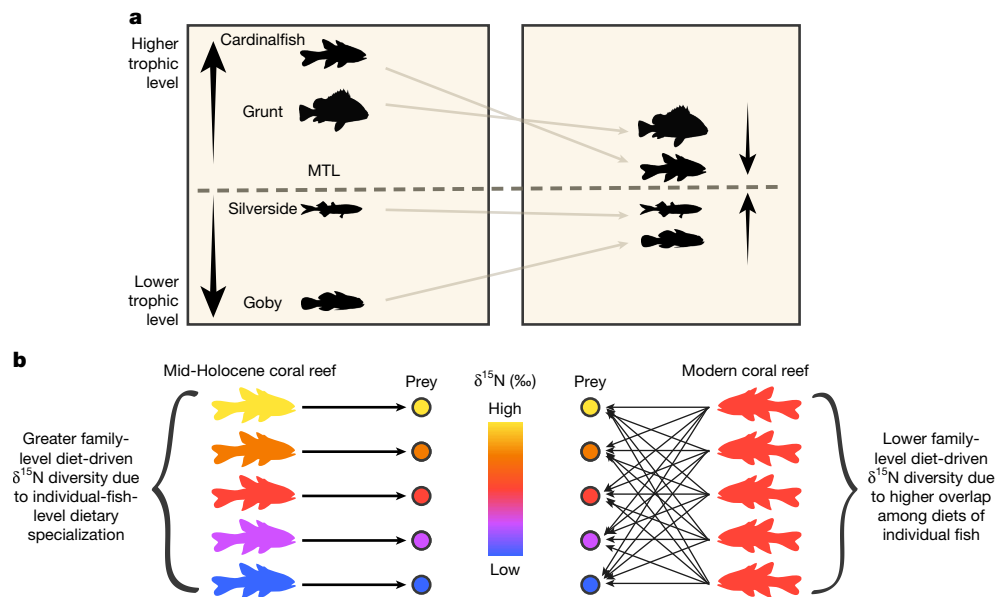 a
Higher
trophic
level
Cardinalfish
Grunt
MTL
Silverside
Lower
trophic
level
Goby
b
Mid-Holocene coral reef
Prey
δ15N (‰)
High
Low
Prey
Modern coral reef
Greater family-
level diet-driven
δ15N diversity due
to individual-fish-
level dietary
specialization
Lower family-
level diet-driven
δ15N diversity due
to higher overlap
among diets of
individual fish